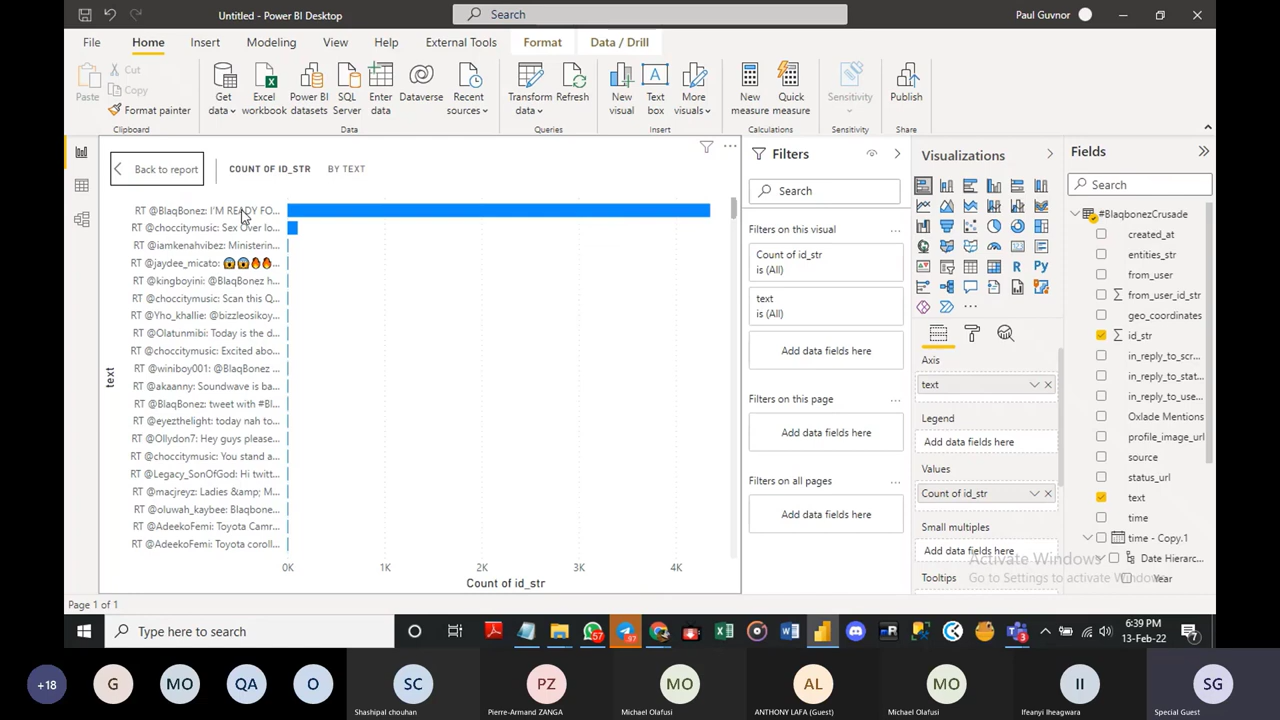 Untitled - Power BI Desktop
Search
Paul Guvnor
File
Home
Insert
Modeling
View
Help
External Tools
Format
Data / Drill
Paste
Cut
Copy
Format painter
Clipboard
Get data
Excel workbook
Power BI datasets
SQL Server
Enter data
Dataverse
Recent sources
Data
Transform data
Refresh
Queries
New visual
Text box
More visuals
Insert
New measure
Quick measure
Calculations
Sensitivity
Sensitivity
Publish
Share
Back to report
COUNT OF ID_STR
BY TEXT
RT @BlaqBonez: I'M READY FO...
RT @choccitymusic: Sex Over lo...
RT @iamkenahvibez: Ministerin...
RT @jaydee_micato: 😱😱🔥🔥...
RT @kingboyini: @BlaqBonez h...
RT @choccitymusic: Scan this Q...
RT @Yho_khallie: @bizzleosikoy...
RT @Olatunmibi: Today is the d...
RT @choccitymusic: Excited abo...
RT @winiboy001: @BlaqBonez ...
RT @akaanny: Soundwave is ba...
RT @BlaqBonez: tweet with #Bl...
RT @eyezthelight: today nah to...
RT @Ollydon7: Hey guys please...
RT @choccitymusic: You stand a...
RT @Legacy_SonOfGod: Hi twitt...
RT @macjreyz: Ladies &amp; M...
RT @oluwah_kaybee: Blaqbone...
RT @AdeekoFemi: Toyota Camr...
RT @AdeekoFemi: Toyota coroll...
text
0K
1K
2K
3K
4K
Count of id_str
Filters
Search
Filters on this visual
Count of id_str
is (All)
text
is (All)
Add data fields here
Filters on this page
Add data fields here
Filters on all pages
Add data fields here
Visualizations
R
Py
Axis
text
Legend
Add data fields here
Values
Count of id_str
Small multiples
Add data fields here
Tooltips
Fields
Search
#BlaqbonezCrusade
created_at
entities_str
from_user
from_user_id_str
geo_coordinates
id_str
in_reply_to_scr...
in_reply_to_stat...
in_reply_to_use...
Oxlade Mentions
profile_image_url
source
status_url
text
time
time - Copy.1
Date Hierarc...
Year
Activate Windows
Go to Settings to activate Windows.
Page 1 of 1
Type here to search
57
37
3
6:39 PM
13-Feb-22
7
+18
G
MO
QA
O
SC
Shashipal chouhan
PZ
Pierre-Armand ZANGA
MO
Michael Olafusi
AL
ANTHONY LAFA (Guest)
MO
Michael Olafusi
II
Ifeanyi Iheagwara
SG
Special Guest